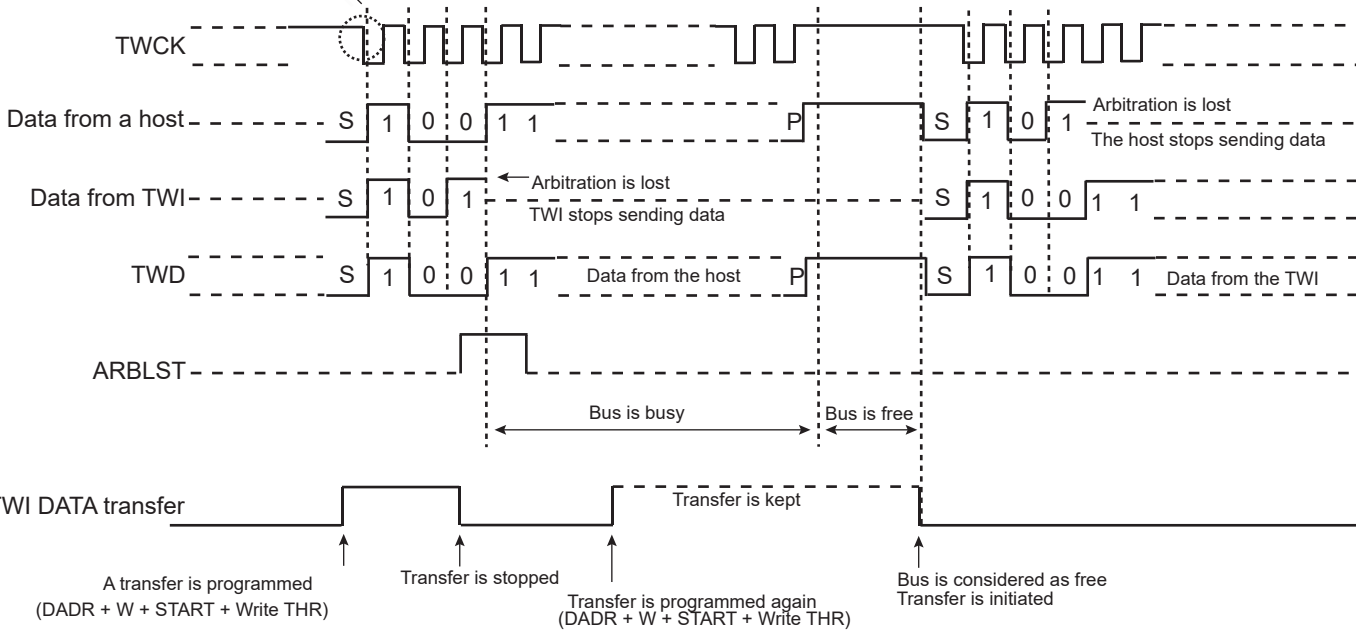 TWCK
Data from a host S 1 0 0 1 1 P S 1 0 1 Arbitration is lost
The host stops sending data
Data from TWI S 1 0 1 Arbitration is lost S 1 0 0 1 1
TWI stops sending data
TWD S 1 0 0 1 1 Data from the host P S 1 0 0 1 1 Data from the TWI
ARBLST
Bus is busy Bus is free
TWI DATA transfer Transfer is kept
A transfer is programmed
(DADR + W + START + Write THR)
Transfer is stopped
Transfer is programmed again
(DADR + W + START + Write THR)
Bus is considered as free
Transfer is initiated